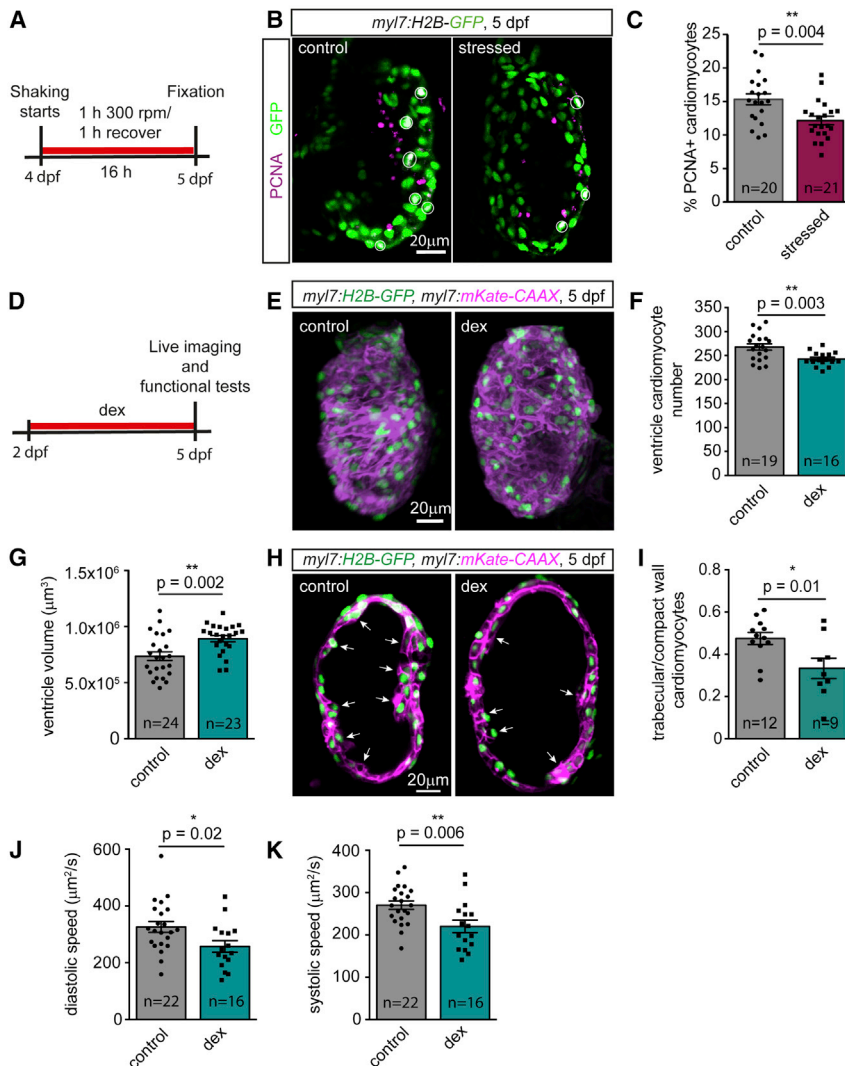 A
Shaking starts
Fixation
1 h 300 rpm/
1 h recover
4 dpf
16 h
5 dpf
B
myl7:H2B-GFP, 5 dpf
PCNA GFP
control
stressed
20μm
C
**
p = 0.004
% PCNA+ cardiomyocytes
25
20
15
10
5
0
n=20
n=21
control
stressed
D
Live imaging
and
functional tests
dex
2 dpf
5 dpf
E
myl7:H2B-GFP, myl7:mKate-CAAX, 5 dpf
control
dex
20μm
F
**
p = 0.003
ventricle cardiomyocyte
number
350
300
250
200
150
100
50
0
n=19
n=16
control
dex
G
**
p = 0.002
ventricle volume (μm³)
1.5x10⁶
1.0x10⁶
5.0x10⁵
0
n=24
n=23
control
dex
H
myl7:H2B-GFP, myl7:mKate-CAAX, 5 dpf
control
dex
20μm
I
*
p = 0.01
trabecular/compact wall
cardiomyocytes
0.8
0.6
0.4
0.2
0
n=12
n=9
control
dex
J
*
p = 0.02
diastolic speed (μm²/s)
600
400
200
0
n=22
n=16
control
dex
K
**
p = 0.006
systolic speed (μm²/s)
400
300
200
100
0
n=22
n=16
control
dex